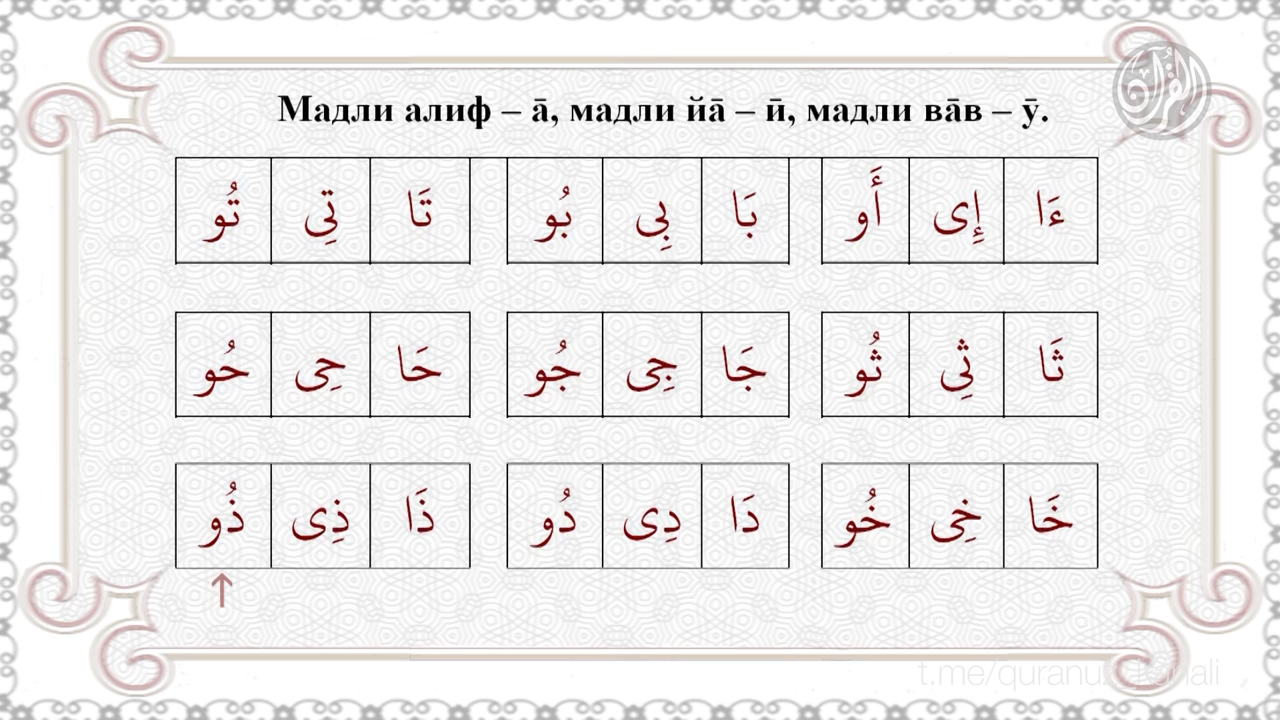 Мадли алиф – ā, мадли йā – ӣ, мадли вāв – ӯ.
ءَا إِى أَو بَا بِى بُو تَا تِى تُو
ثَا ثِى ثُو جَا جِى جُو حَا حِى حُو
خَا خِى خُو دَا دِى دُو ذَا ذِى ذُو
↑